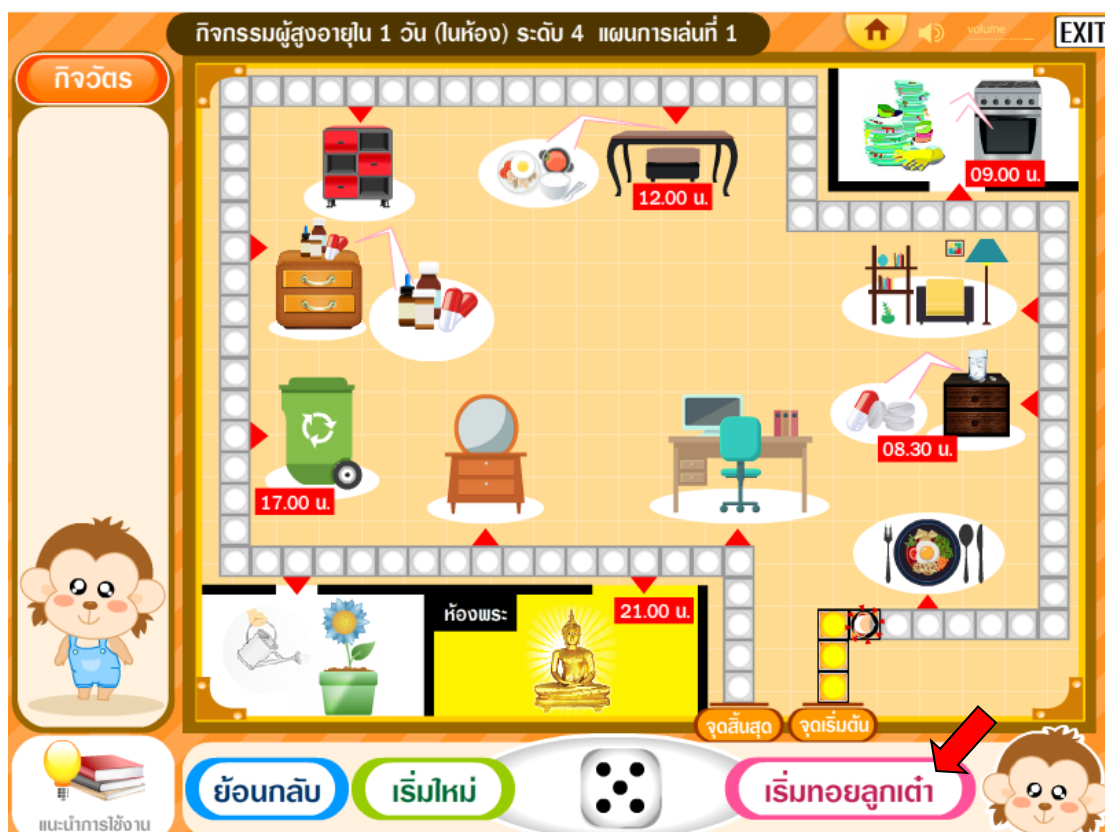 กิจกรรมผู้สูงอายุใน 1 วัน (ในห้อง) ระดับ 4 แผนการเล่นที่ 1
volume
EXIT
กิจวัตร
09.00 น.
12.00 น.
08.30 น.
17.00 น.
ห้องพระ
21.00 น.
จุดสิ้นสุด
จุดเริ่มต้น
ย้อนกลับ
เริ่มใหม่
เริ่มทอยลูกเต๋า
แนะนำการใช้งาน